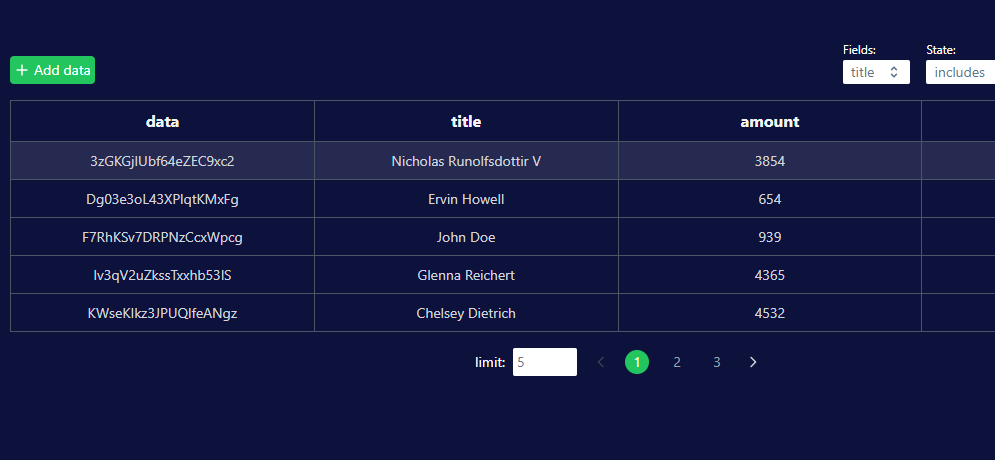 Fields: State:
+ Add data title includes
data title amount
3zGKGjlUbf64eZEC9xc2 Nicholas Runolfsdottir V 3854
Dg03e3oL43XPlqtKMxFg Ervin Howell 654
F7RhKSv7DRPNzCcxWpcg John Doe 939
Iv3qV2uZkssTxxhb53lS Glenna Reichert 4365
KWseKlkz3JPUQlfeANgz Chelsey Dietrich 4532
limit: 5 1 2 3